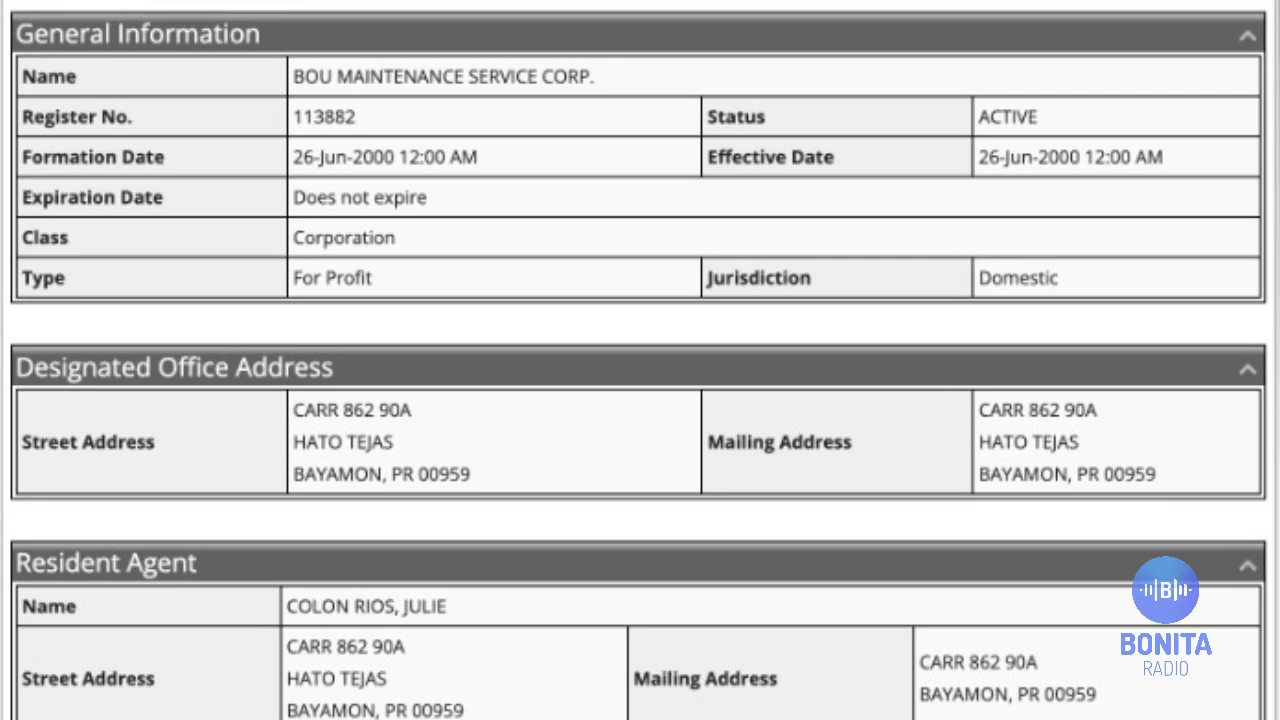 General Information
Name BOU MAINTENANCE SERVICE CORP.
Register No. 113882 Status ACTIVE
Formation Date 26-Jun-2000 12:00 AM Effective Date 26-Jun-2000 12:00 AM
Expiration Date Does not expire
Class Corporation
Type For Profit Jurisdiction Domestic
Designated Office Address
Street Address
CARR 862 90A
HATO TEJAS
BAYAMON, PR 00959
Mailing Address
CARR 862 90A
HATO TEJAS
BAYAMON, PR 00959
Resident Agent
Name COLON RIOS, JULIE
Street Address
CARR 862 90A
HATO TEJAS
BAYAMON, PR 00959
Mailing Address
CARR 862 90A
BAYAMON, PR 00959
B
BONITA
RADIO